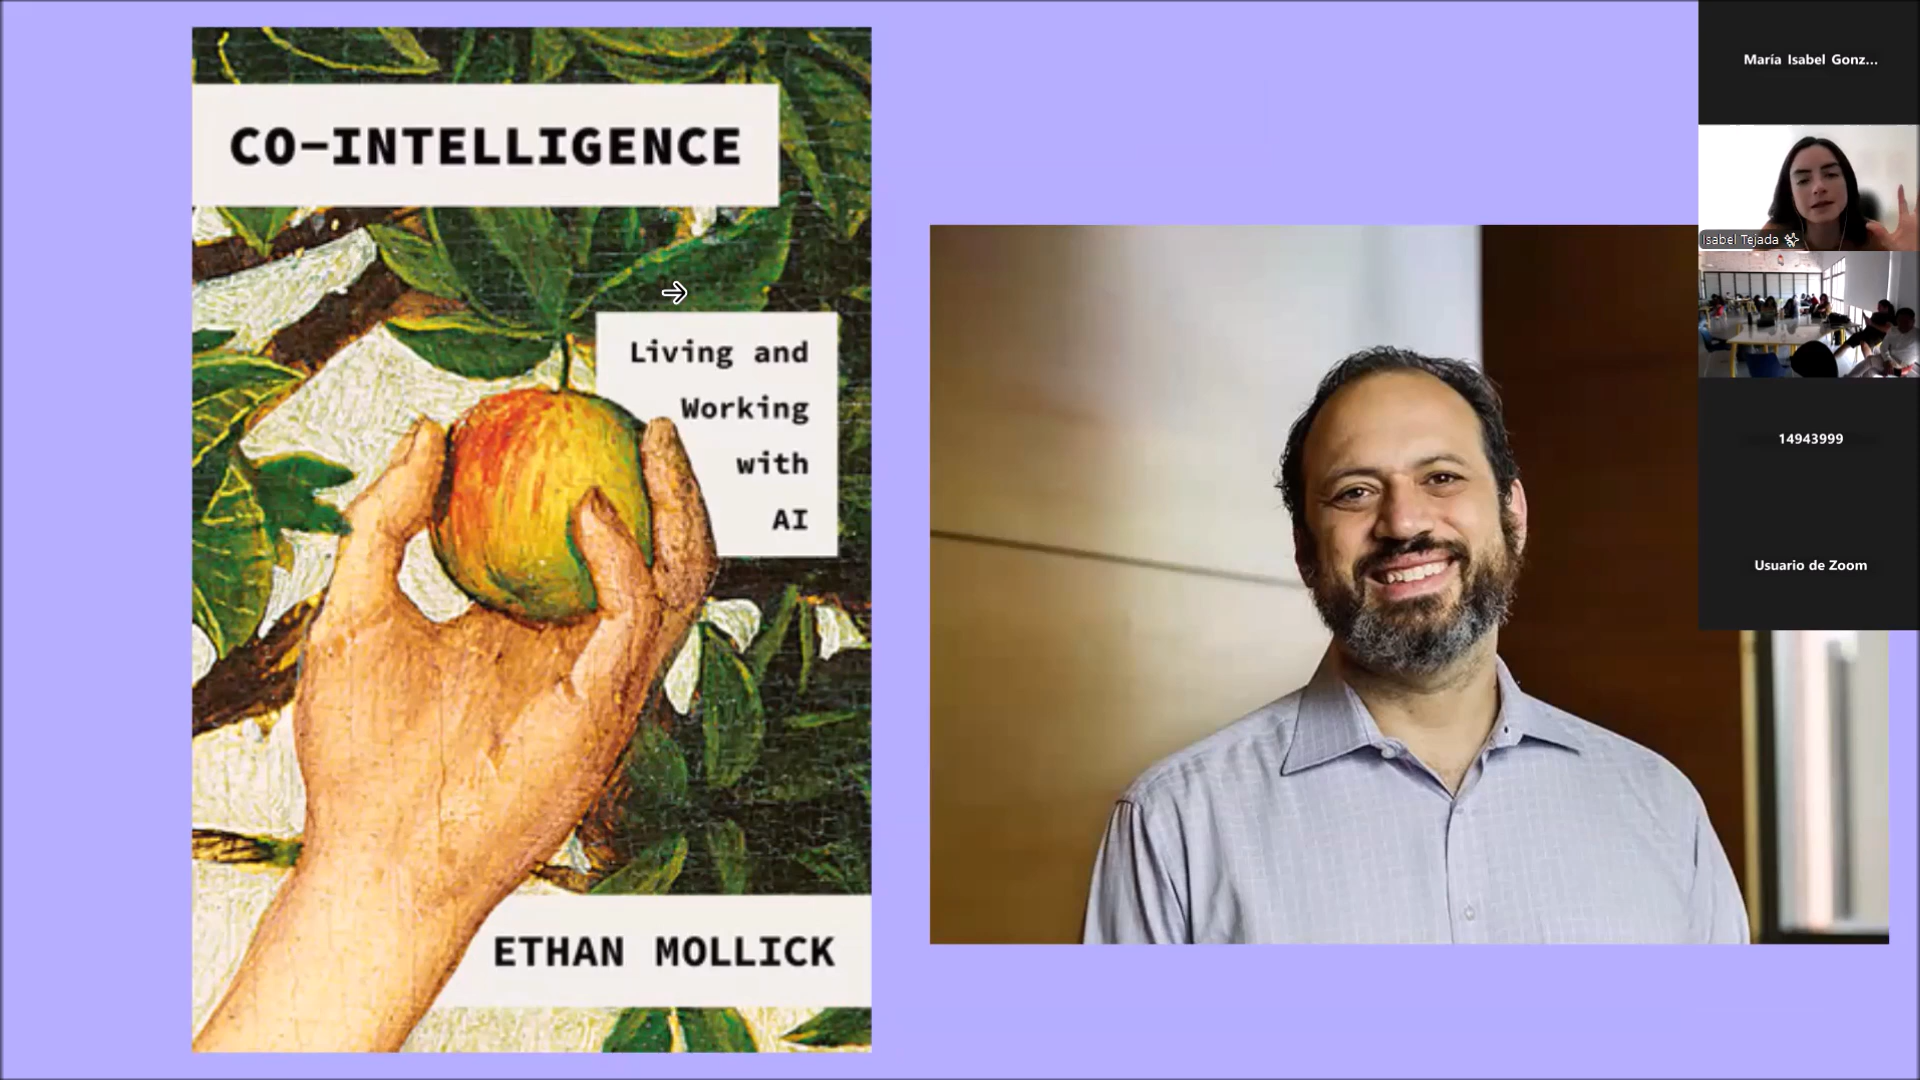 CO-INTELLIGENCE
Living and
Working
with
AI
ETHAN MOLLICK
María Isabel Gonz...
Isabel Tejada
14943999
Usuario de Zoom